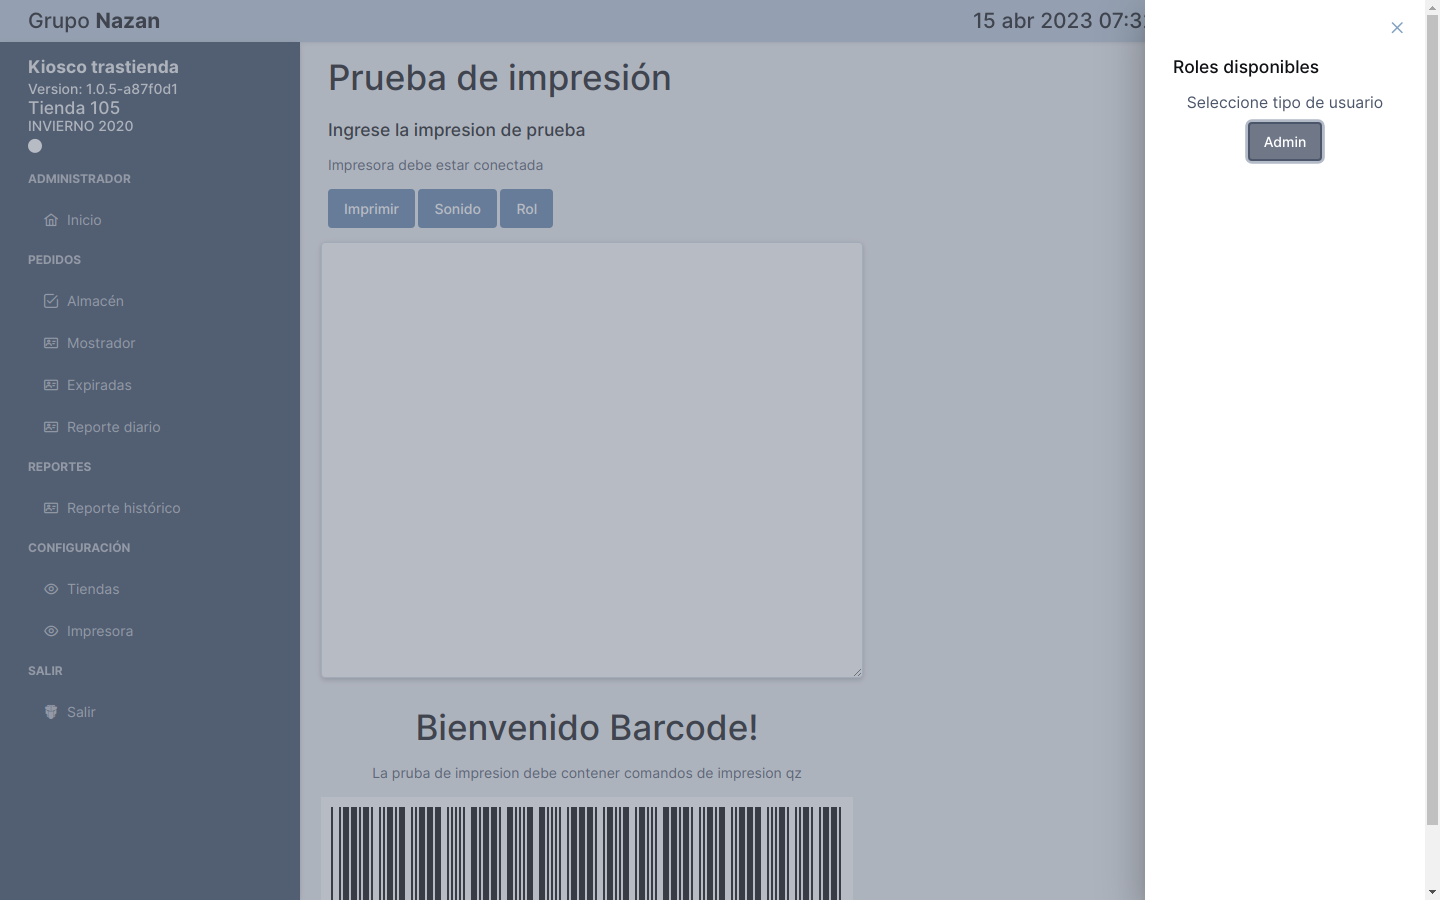 Grupo Nazan
15 abr 2023 07:3
Kiosco trastienda
Version: 1.0.5-a87f0d1
Tienda 105
INVIERNO 2020
ADMINISTRADOR
Inicio
PEDIDOS
Almacén
Mostrador
Expiradas
Reporte diario
REPORTES
Reporte histórico
CONFIGURACIÓN
Tiendas
Impresora
SALIR
Salir
Prueba de impresión
Ingrese la impresion de prueba
Impresora debe estar conectada
Imprimir Sonido Rol
Bienvenido Barcode!
La pruba de impresion debe contener comandos de impresion qz
Roles disponibles
Seleccione tipo de usuario
Admin